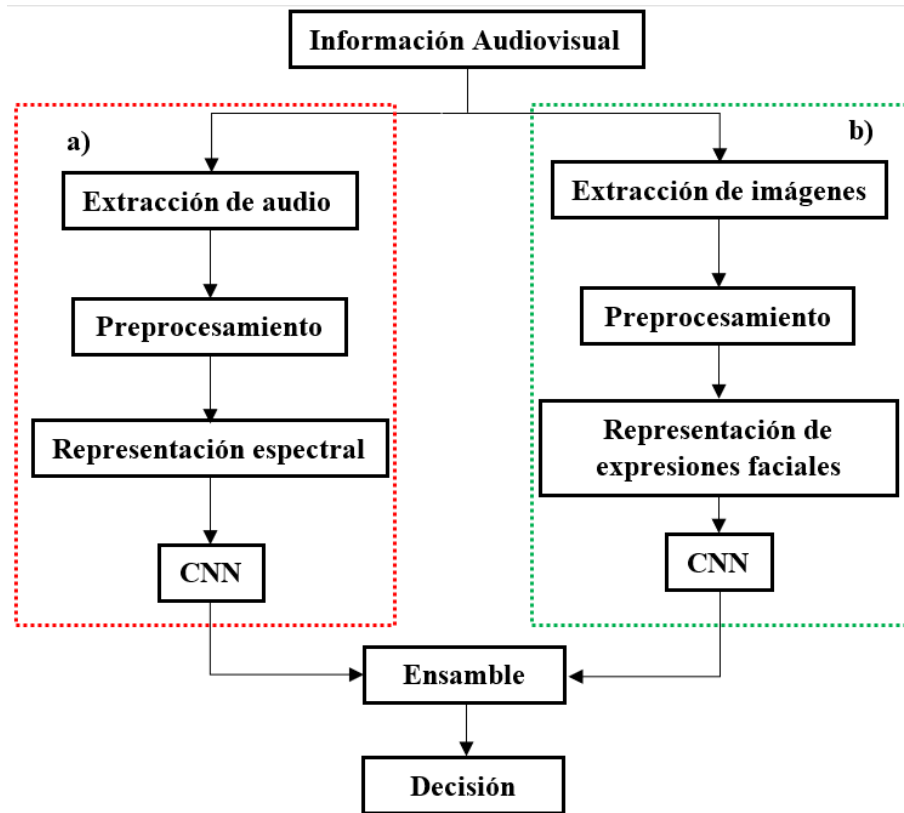 Información Audiovisual
a)
Extracción de audio
Preprocesamiento
Representación espectral
CNN
b)
Extracción de imágenes
Preprocesamiento
Representación de
expresiones faciales
CNN
Ensamble
Decisión